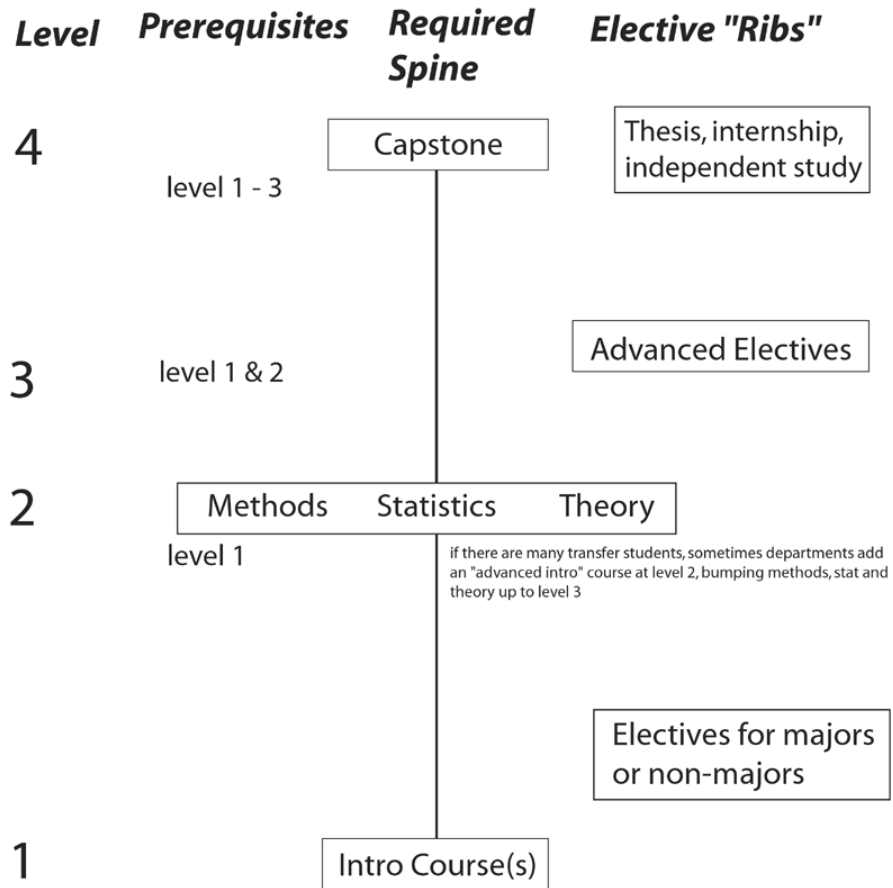 Level Prerequisites Required Elective "Ribs"
Spine
4 Capstone Thesis, internship,
independent study
level 1 - 3
Advanced Electives
3 level 1 & 2
2 Methods Statistics Theory
level 1 if there are many transfer students, sometimes departments add
an "advanced intro" course at level 2, bumping methods, stat and
theory up to level 3
Electives for majors
or non-majors
1 Intro Course(s)